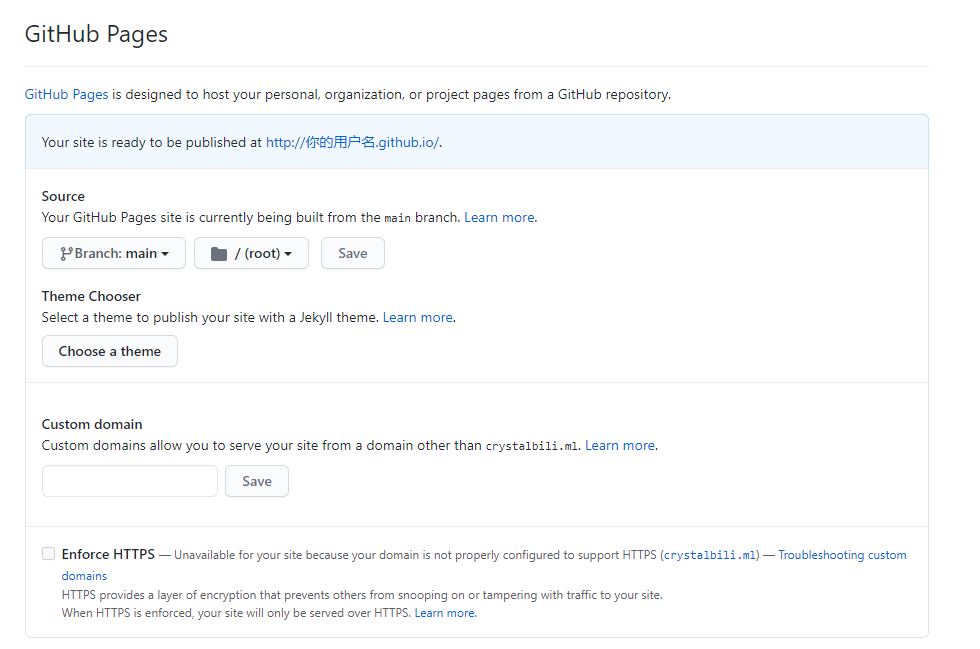 GitHub Pages
GitHub Pages is designed to host your personal, organization, or project pages from a GitHub repository.
Your site is ready to be published at http://你的用户名.github.io/.
Source
Your GitHub Pages site is currently being built from the main branch. Learn more.
Branch: main
/ (root)
Save
Theme Chooser
Select a theme to publish your site with a Jekyll theme. Learn more.
Choose a theme
Custom domain
Custom domains allow you to serve your site from a domain other than crystalbili.ml. Learn more.
Save
Enforce HTTPS — Unavailable for your site because your domain is not properly configured to support HTTPS (crystalbili.ml) — Troubleshooting custom
domains
HTTPS provides a layer of encryption that prevents others from snooping on or tampering with traffic to your site.
When HTTPS is enforced, your site will only be served over HTTPS. Learn more.